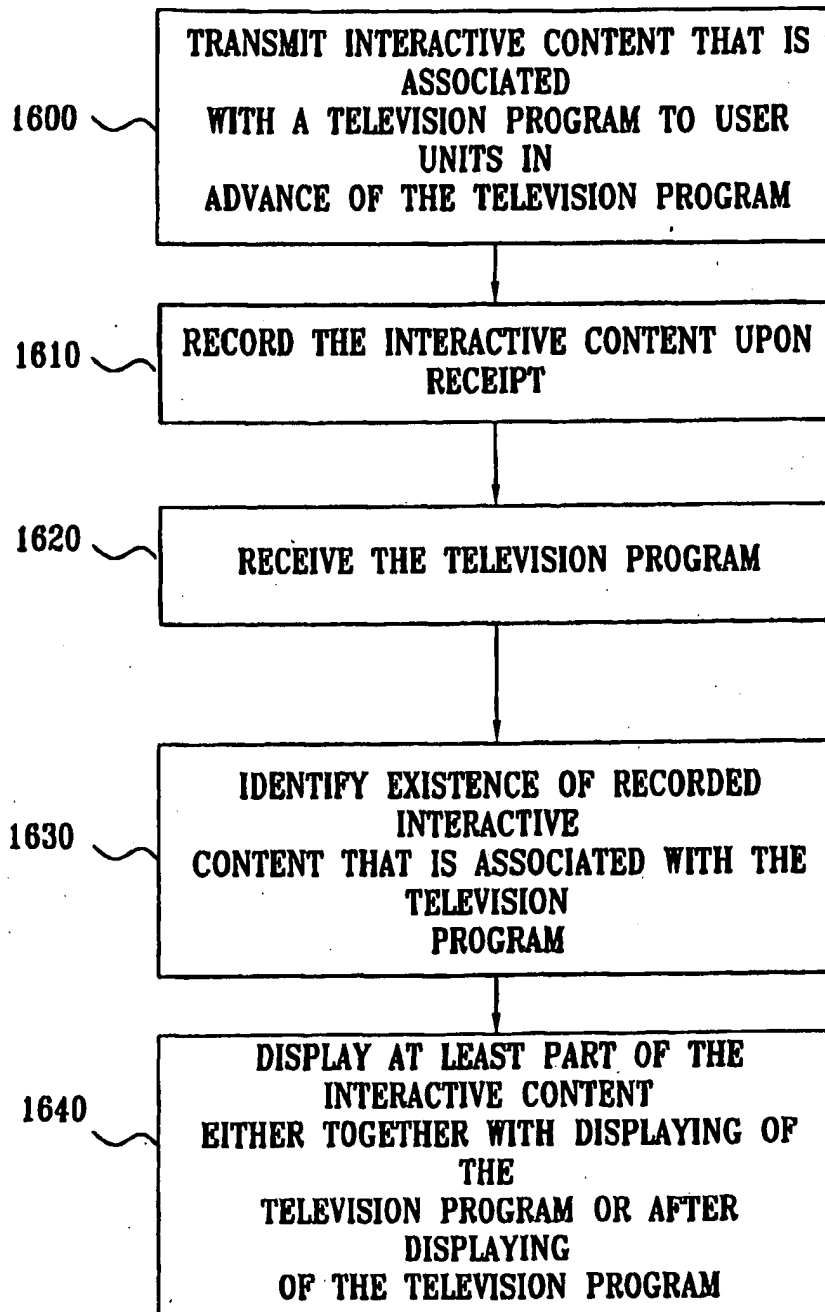 TRANSMIT INTERACTIVE CONTENT THAT IS
ASSOCIATED
WITH A TELEVISION PROGRAM TO USER
UNITS IN
ADVANCE OF THE TELEVISION PROGRAM
1600
RECORD THE INTERACTIVE CONTENT UPON
RECEIPT
1610
RECEIVE THE TELEVISION PROGRAM
1620
IDENTIFY EXISTENCE OF RECORDED
INTERACTIVE
CONTENT THAT IS ASSOCIATED WITH THE
TELEVISION
PROGRAM
1630
DISPLAY AT LEAST PART OF THE
INTERACTIVE CONTENT
EITHER TOGETHER WITH DISPLAYING OF
THE
TELEVISION PROGRAM OR AFTER
DISPLAYING
OF THE TELEVISION PROGRAM
1640